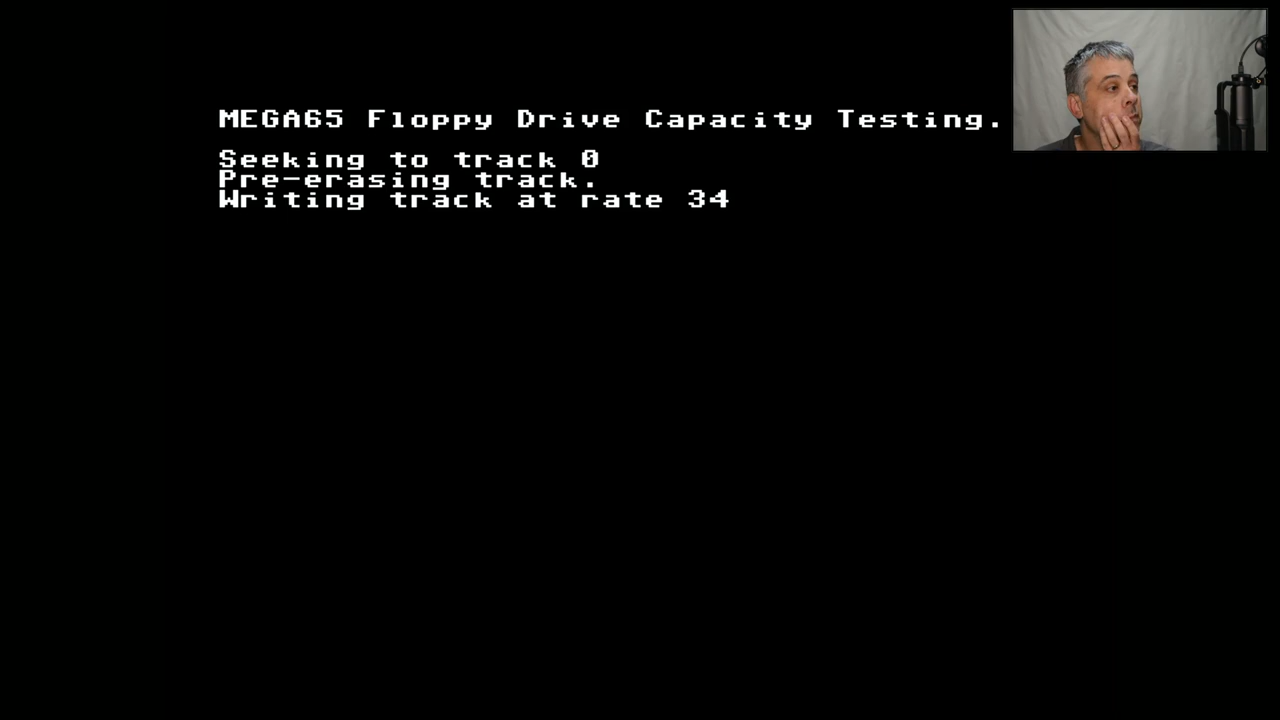 MEGA65 Floppy Drive Capacity Testing.
Seeking to track 0
Pre-erasing track.
Writing track at rate 34